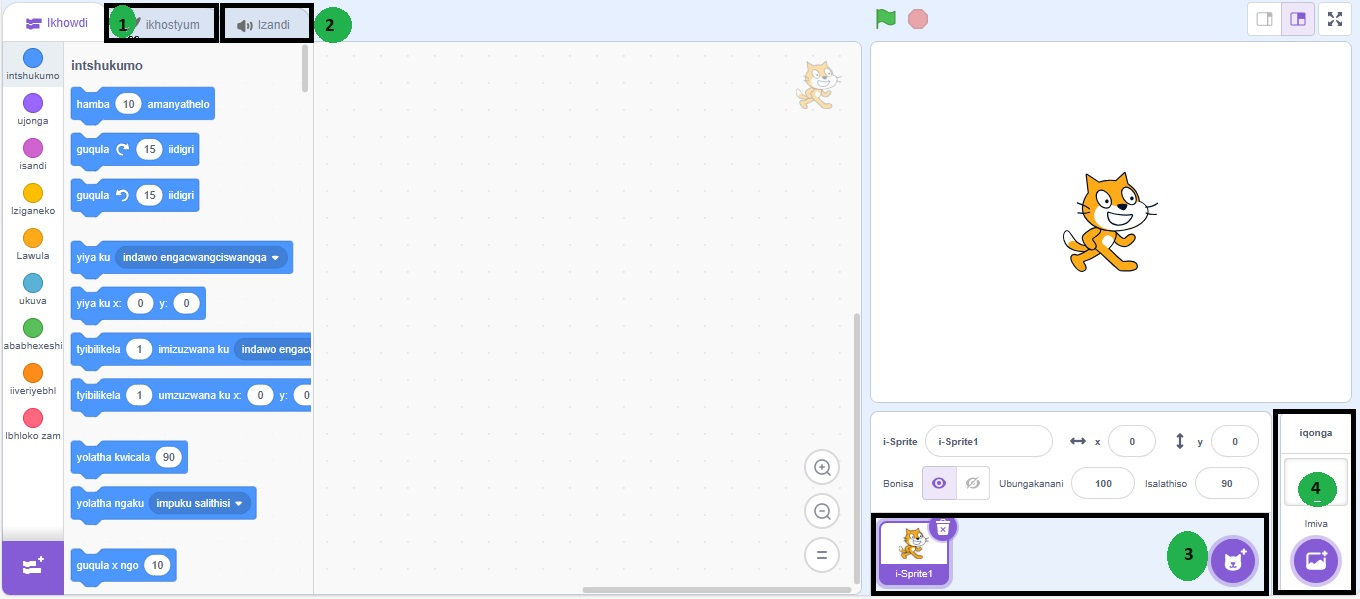 Ikhowdi
1 ikhostyum
Izandi 2
intshukumo
ujonga
isandi
Iziganeko
Lawula
ukuva
ababhexeshi
iiveriyebhl
Ibhloko zam
intshukumo
hamba 10 amanyathelo
guqula 15 iidigri
guqula 15 iidigri
yiya ku indawo engacwangciswangqa
yiya ku x: 0 y: 0
tyibilikela 1 imizuzwana ku indawo engacw
tyibilikela 1 umzuzwana ku x: 0 y: 0
yolatha kwicala 90
yolatha ngaku impuku salithisi
guqula x ngo 10
i-Sprite i-Sprite1 x 0 y 0
Bonisa Ubungakanani 100 Isalathiso 90
i-Sprite1
3
iqonga
4
Imiva